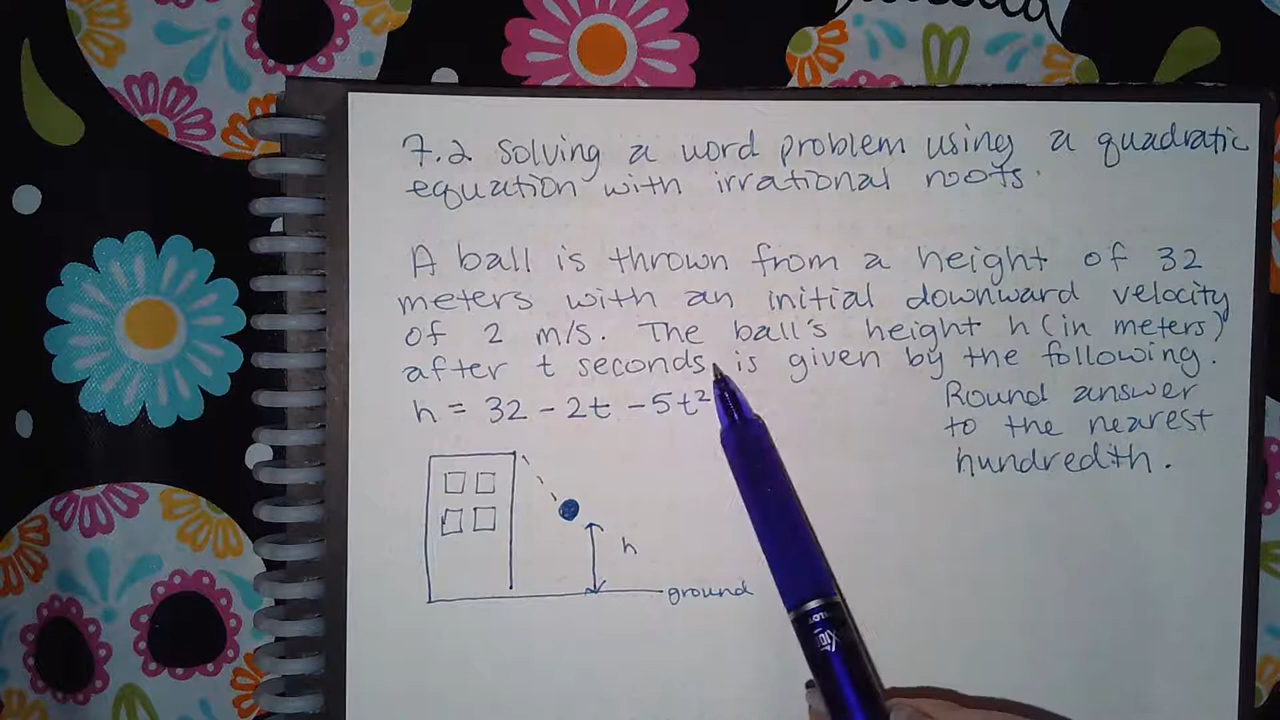 7.2 Solving a word problem using a quadratic
equation with irrational roots.
A ball is thrown from a height of 32
meters with an initial downward velocity
of 2 m/s. The ball's height h (in meters)
after t seconds is given by the following.
h = 32 - 2t - 5t²
Round answer
to the nearest
hundredth.
h
ground